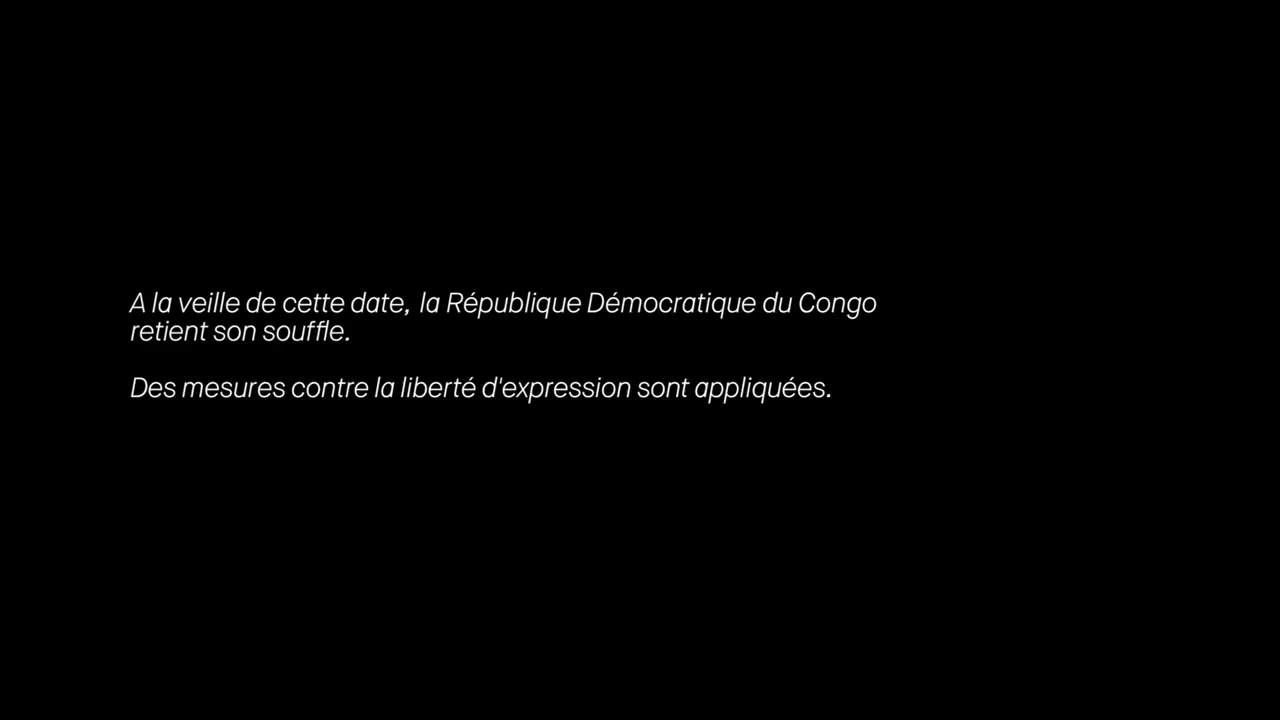 A la veille de cette date, la République Démocratique du Congo
retient son souffle.
Des mesures contre la liberté d'expression sont appliquées.